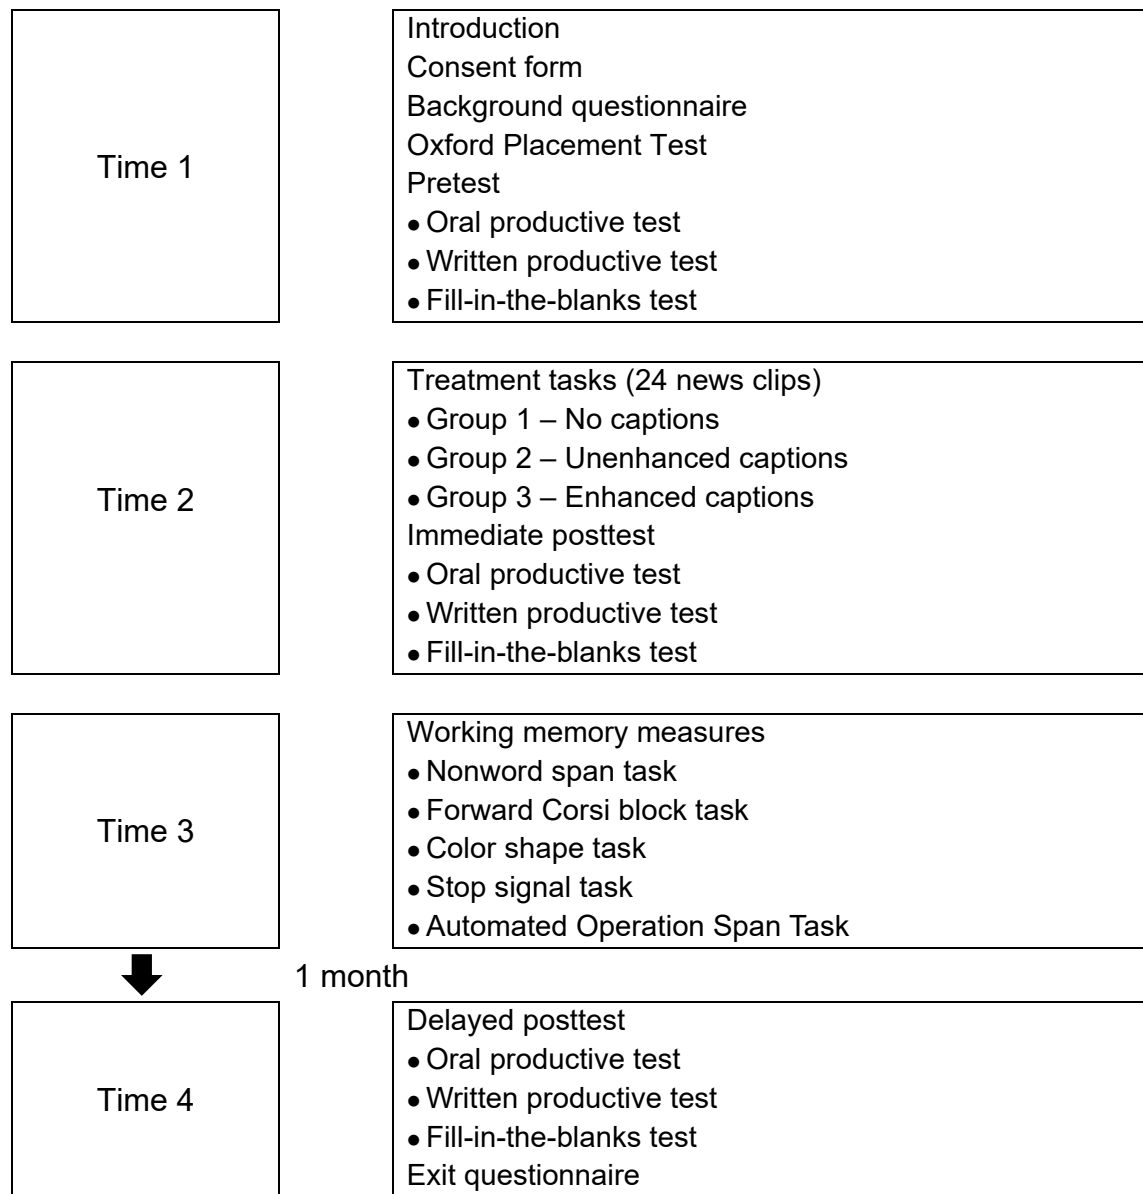 Time 1
Introduction
Consent form
Background questionnaire
Oxford Placement Test
Pretest
● Oral productive test
● Written productive test
● Fill-in-the-blanks test
Time 2
Treatment tasks (24 news clips)
● Group 1 – No captions
● Group 2 – Unenhanced captions
● Group 3 – Enhanced captions
Immediate posttest
● Oral productive test
● Written productive test
● Fill-in-the-blanks test
Time 3
Working memory measures
● Nonword span task
● Forward Corsi block task
● Color shape task
● Stop signal task
● Automated Operation Span Task
1 month
Time 4
Delayed posttest
● Oral productive test
● Written productive test
● Fill-in-the-blanks test
Exit questionnaire